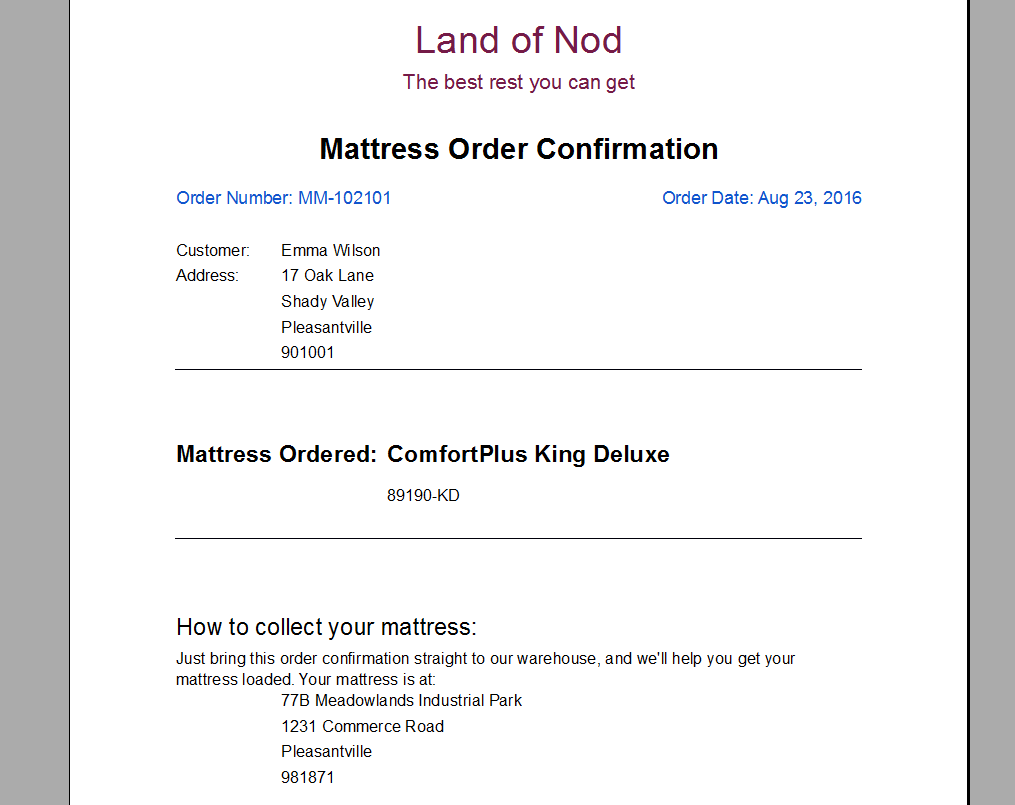 Land of Nod
The best rest you can get
Mattress Order Confirmation
Order Number: MM-102101 Order Date: Aug 23, 2016
Customer: Emma Wilson
Address: 17 Oak Lane
Shady Valley
Pleasantville
901001
Mattress Ordered: ComfortPlus King Deluxe
89190-KD
How to collect your mattress:
Just bring this order confirmation straight to our warehouse, and we'll help you get your
mattress loaded. Your mattress is at:
77B Meadowlands Industrial Park
1231 Commerce Road
Pleasantville
981871